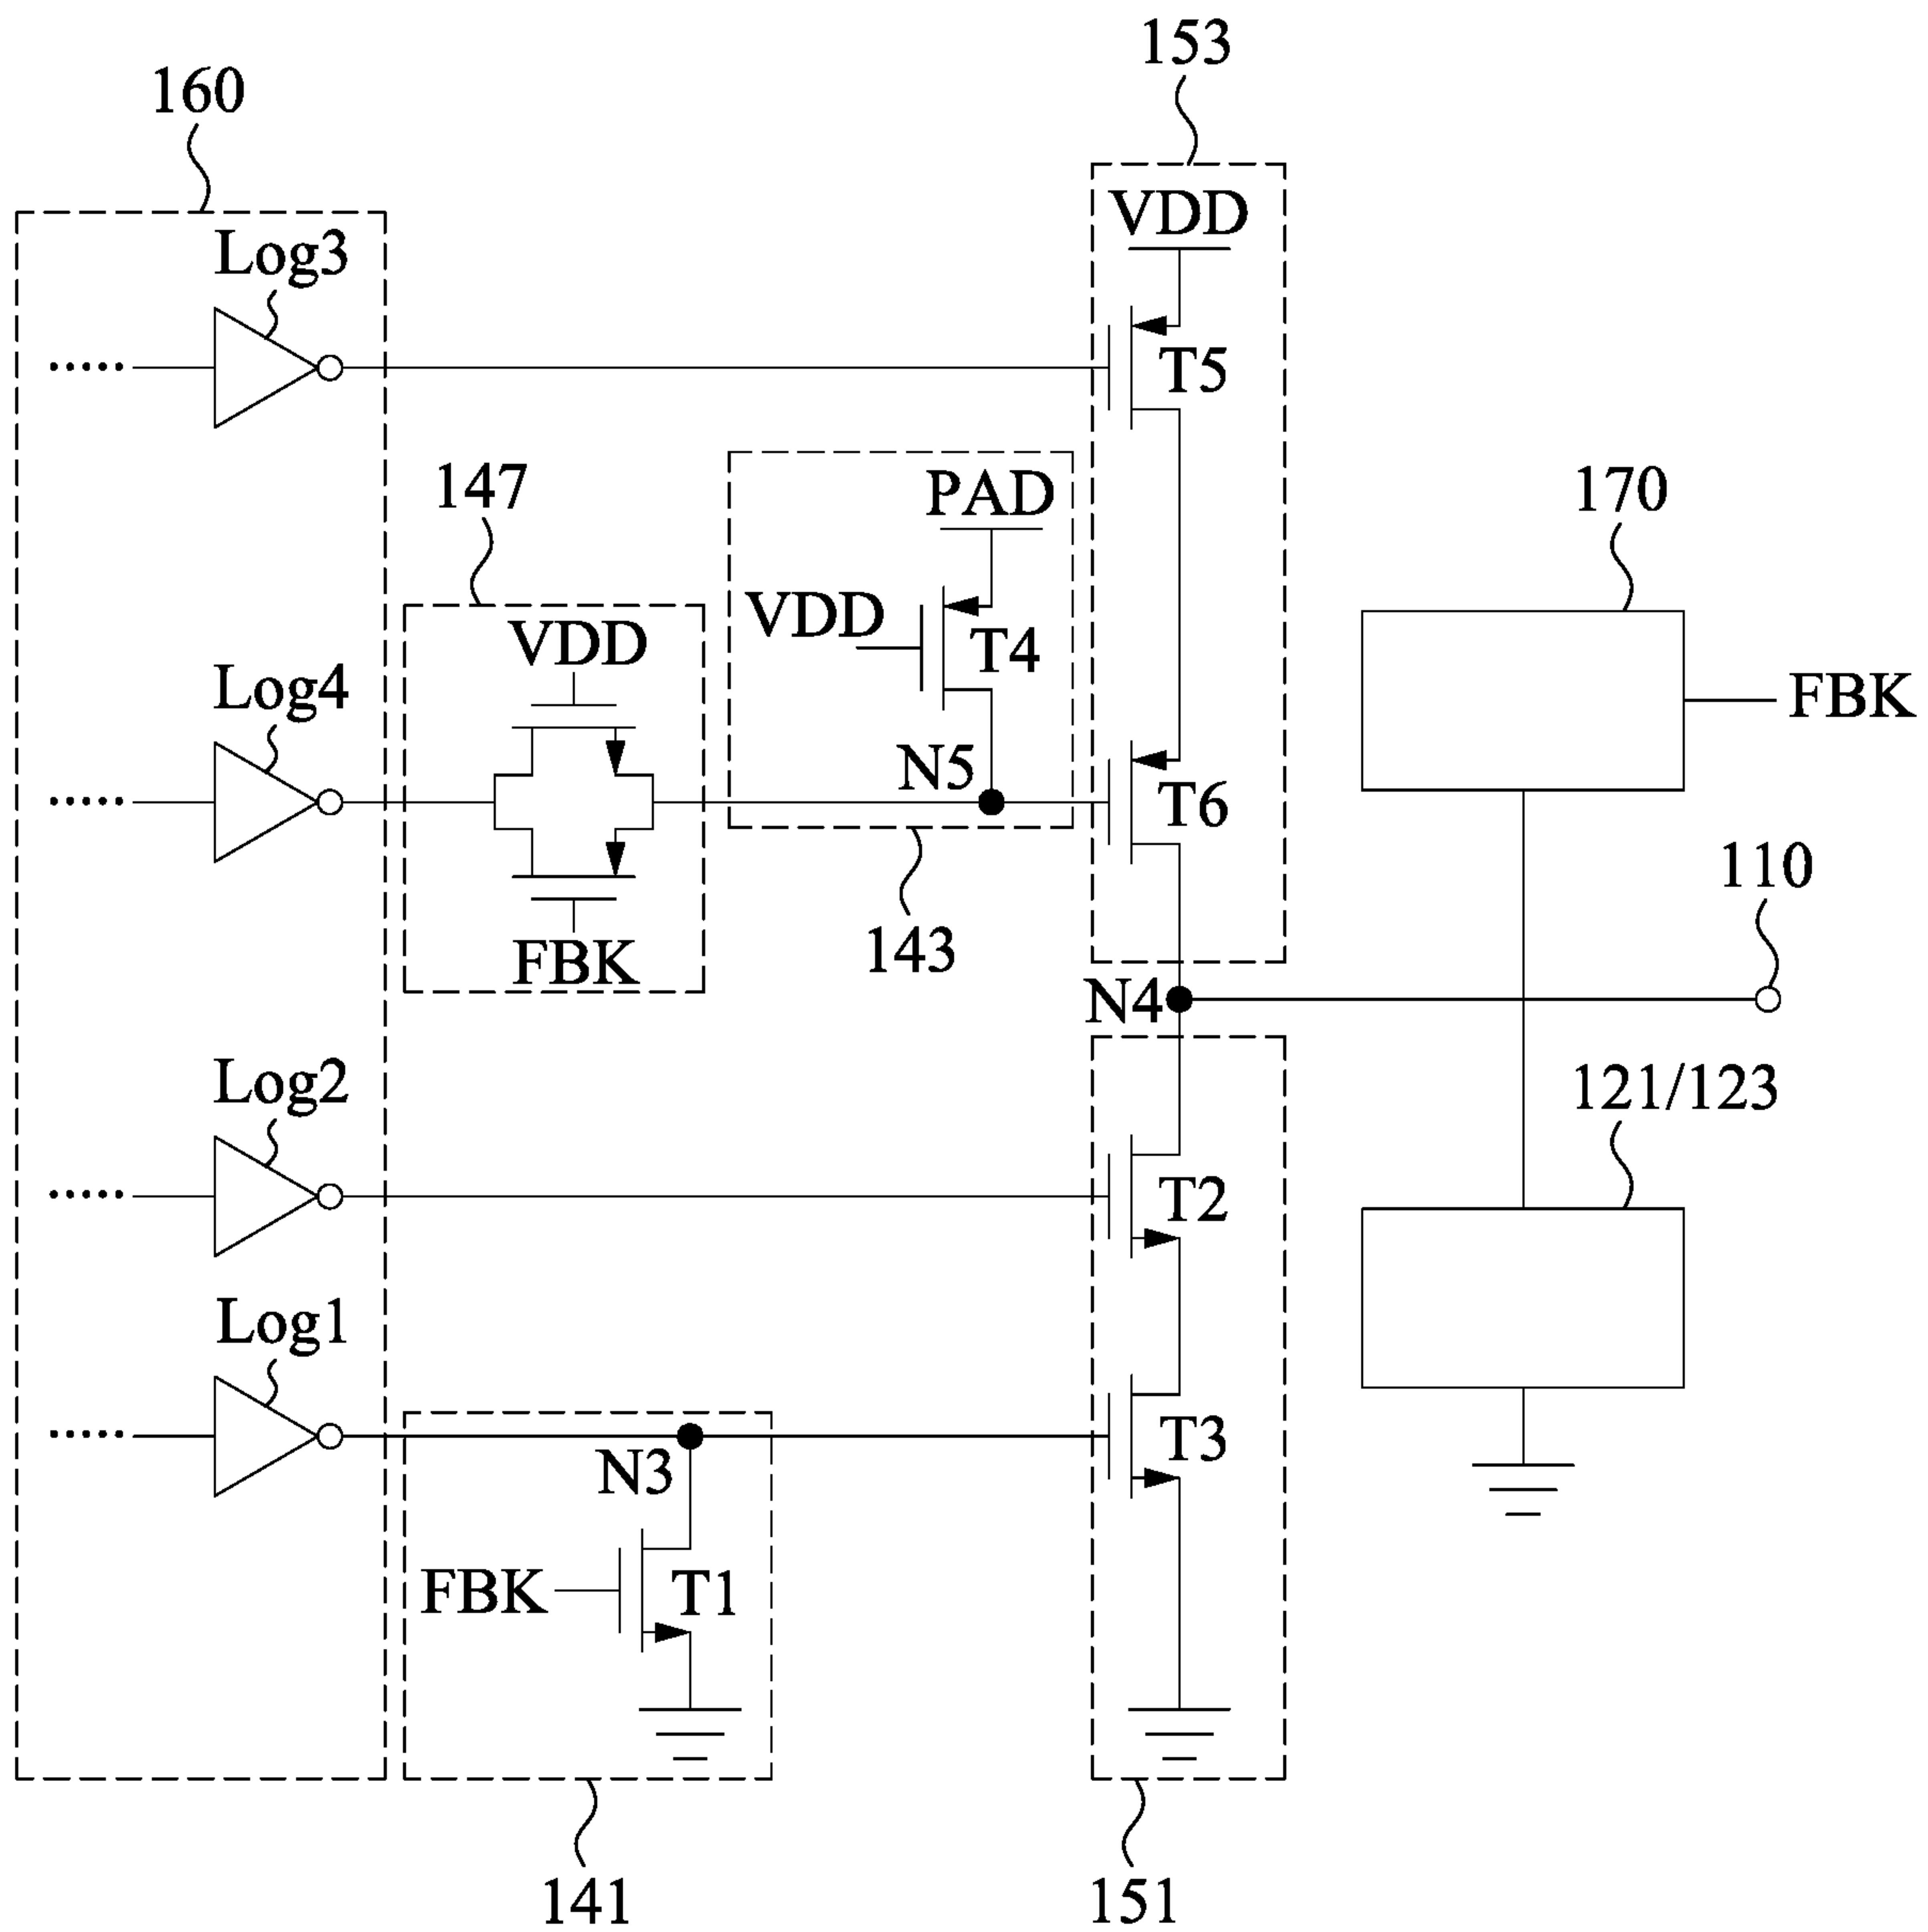 153
160
VDD
Log3
T5
147
PAD
170
VDD
VDD
T4
Log4
FBK
N5
T6
110
143
FBK
N4
Log2
121/123
T2
Log1
T3
N3
FBK
T1
141
151